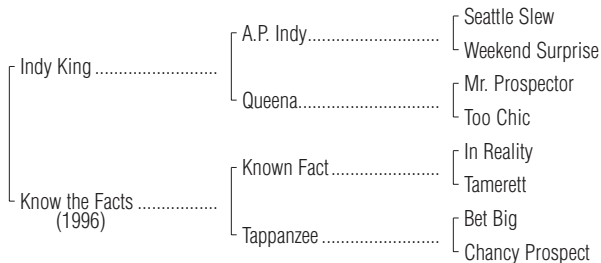 Seattle Slew
A.P. Indy..............................
Weekend Surprise
Indy King ..........................
Mr. Prospector
Queena................................
Too Chic
In Reality
Known Fact.........................
Tamerett
Know the Facts .................
(1996)
Bet Big
Tappanzee ..........................
Chancy Prospect